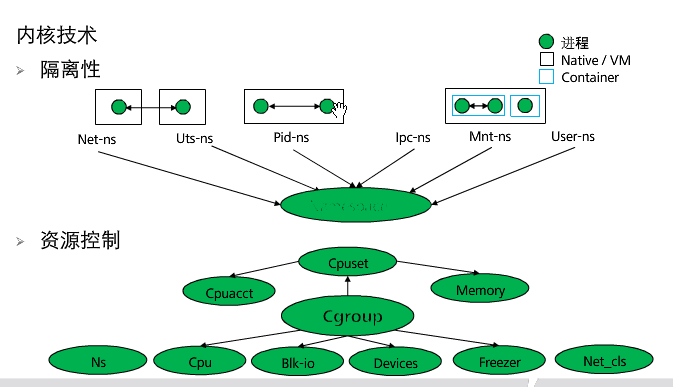 内核技术
进程
Native / VM
Container
隔离性
Net-ns Uts-ns Pid-ns Ipc-ns Mnt-ns User-ns
资源控制
Cpuset
Cpuacct Memory
Cgroup
Ns Cpu Blk-io Devices Freezer Net_cls